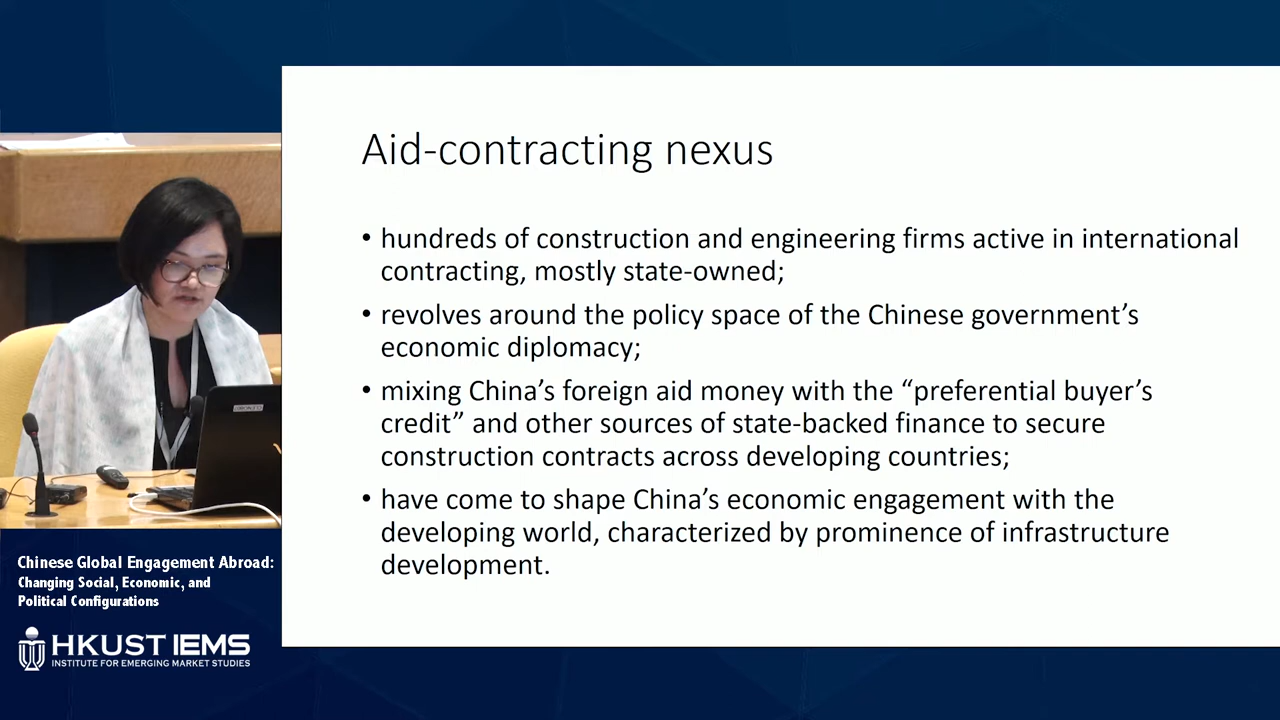 Aid-contracting nexus
• hundreds of construction and engineering firms active in international
contracting, mostly state-owned;
• revolves around the policy space of the Chinese government’s
economic diplomacy;
• mixing China’s foreign aid money with the “preferential buyer’s
credit” and other sources of state-backed finance to secure
construction contracts across developing countries;
• have come to shape China’s economic engagement with the
developing world, characterized by prominence of infrastructure
development.
Chinese Global Engagement Abroad:
Changing Social, Economic, and
Political Configurations
HKUST IEMS
INSTITUTE FOR EMERGING MARKET STUDIES